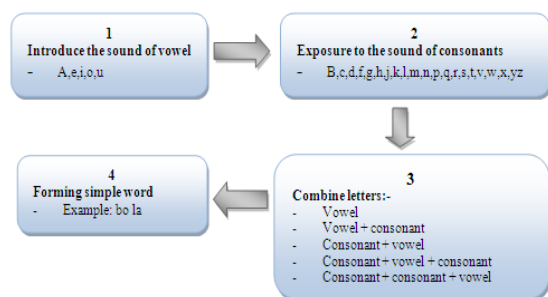 1
Introduce the sound of vowel
- A,e,i,o,u
2
Exposure to the sound of consonants
- B,c,d,f,g,h,j,k,l,m,n,p,q,r,s,t,v,w,x,yz
3
Combine letters:-
- Vowel
- Vowel + consonant
- Consonant + vowel
- Consonant + vowel + consonant
- Consonant + consonant + vowel
4
Forming simple word
- Example: bo la